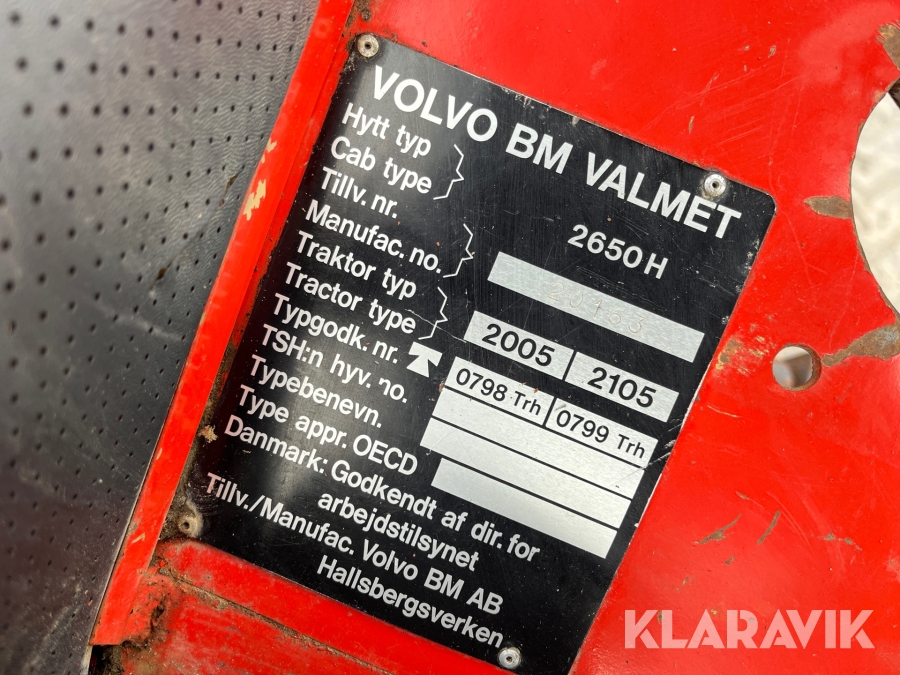 VOLVO BM VALMET
Hytt typ
Cab type
2650H
Tillv. nr.
Manufac. no.
20133
Traktor typ
Tractor type
2005 2105
Typgodk. nr.
TSH:n hyv. no.
0798 Trh 0799 Trh
Typebenevn.
Type appr. OECD
Danmark: Godkendt af dir. for
arbejdstilsynet
Tillv./Manufac. Volvo BM AB
Hallsbergsverken
KLARAVIK